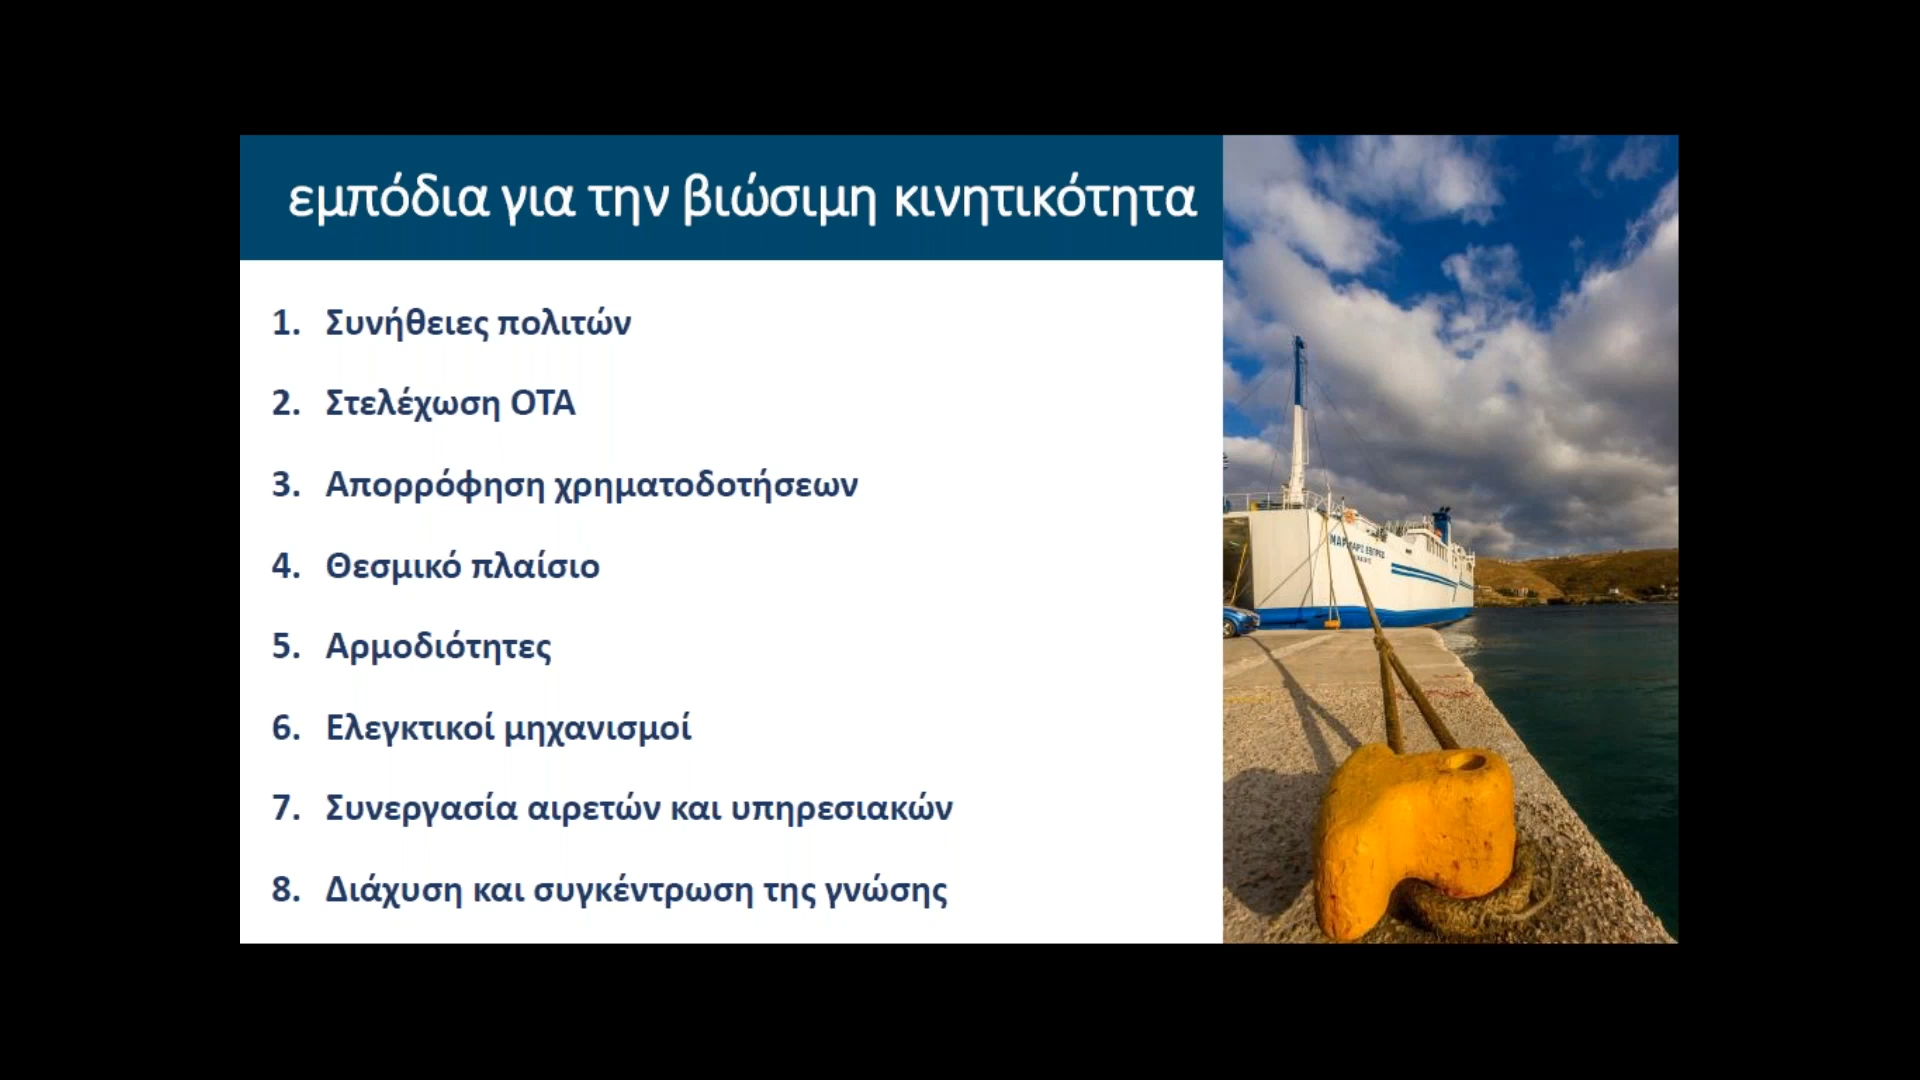 εμπόδια για την βιώσιμη κινητικότητα
1. Συνήθειες πολιτών
2. Στελέχωση ΟΤΑ
3. Απορρόφηση χρηματοδοτήσεων
4. Θεσμικό πλαίσιο
5. Αρμοδιότητες
6. Ελεγκτικοί μηχανισμοί
7. Συνεργασία αιρετών και υπηρεσιακών
8. Διάχυση και συγκέντρωση της γνώσης